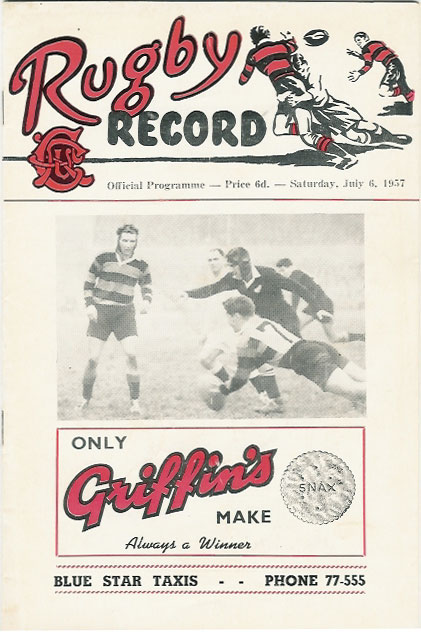 Rugby
RECORD
Official Programme — Price 6d. — Saturday, July 6, 1957
ONLY
Griffin's
MAKE
SNAX
Always a Winner
BLUE STAR TAXIS - - PHONE 77-555